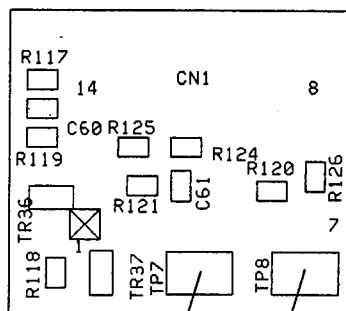 R117
14
CN1
8
C60
R125
R119
R124
R120
R126
R121
C61
TR36
7
1
R118
TR37
TP7
TP8